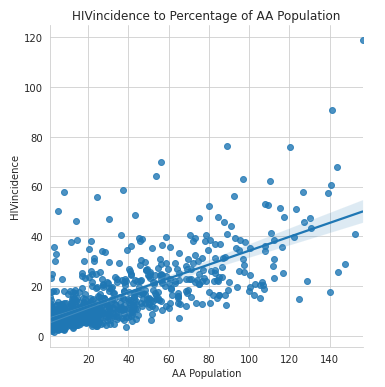 HIVincidence to Percentage of AA Population
120
100
80
60
40
20
0
HIVincidence
20 40 60 80 100 120 140
AA Population